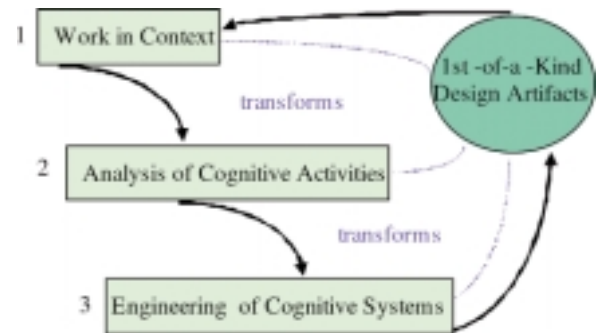 1 Work in Context
1st -of-a -Kind
Design Artifacts
transforms
2 Analysis of Cognitive Activities
transforms
3 Engineering of Cognitive Systems